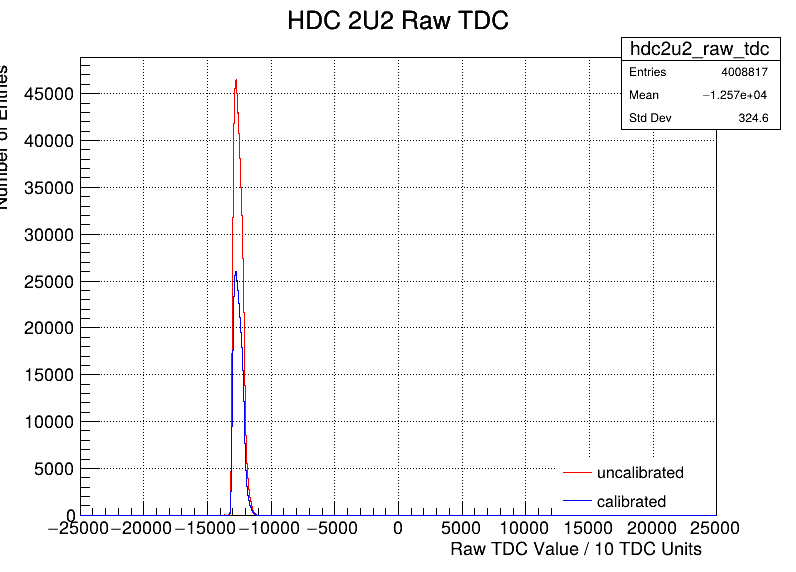 HDC 2U2 Raw TDC
hdc2u2_raw_tdc
Entries 4008817
Mean −1.257e+04
Std Dev 324.6
Number of Entries
45000
40000
35000
30000
25000
20000
15000
10000
5000
0
−25000 −20000 −15000 −10000 −5000 0 5000 10000 15000 20000 25000
uncalibrated
calibrated
Raw TDC Value / 10 TDC Units